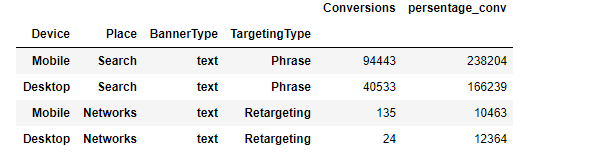 Conversions persentage_conv
Device Place BannerType TargetingType
Mobile Search text Phrase 94443 238204
Desktop Search text Phrase 40533 166239
Mobile Networks text Retargeting 135 10463
Desktop Networks text Retargeting 24 12364